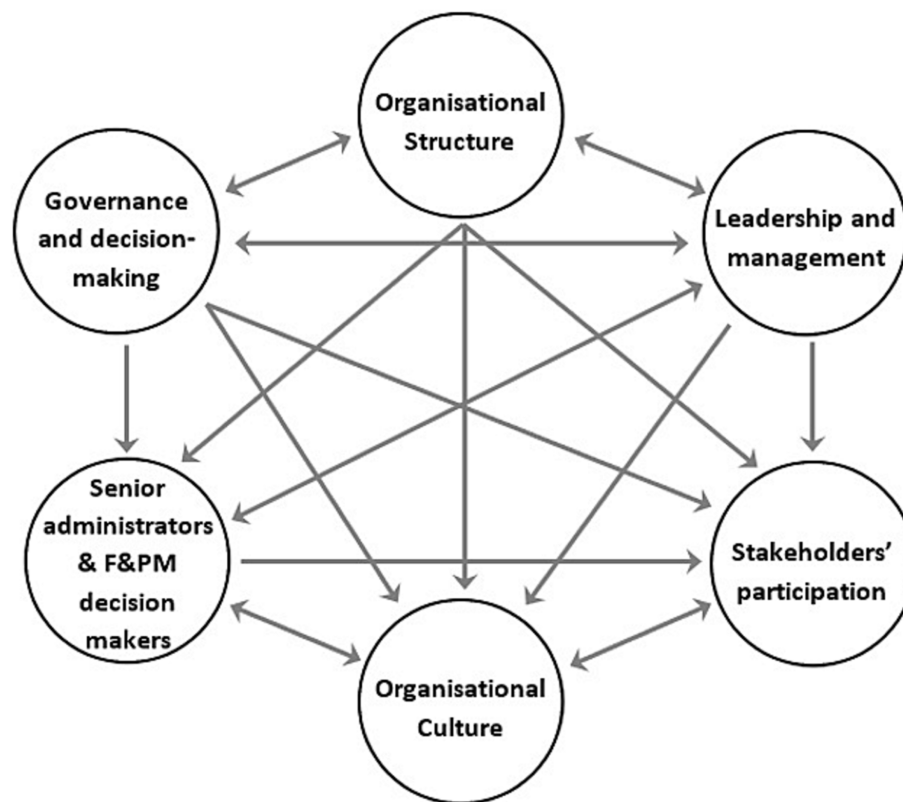 Organisational
Structure
Governance
and decision-
making
Leadership and
management
Senior
administrators
& F&PM
decision
makers
Stakeholders’
participation
Organisational
Culture